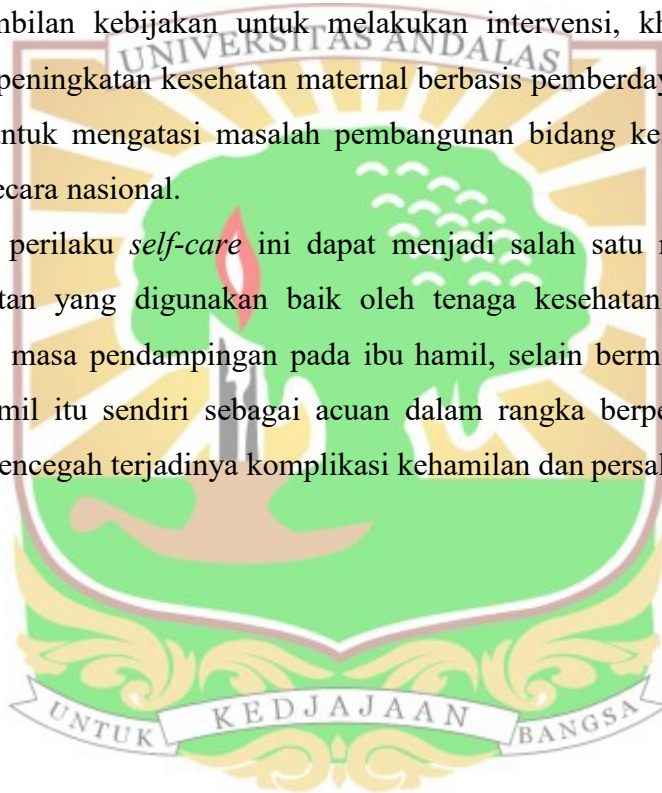 mbilan kebijakan untuk melakukan intervensi, kh
UNIVERSITAS ANDALAS
peningkatan kesehatan maternal berbasis pemberday
ntuk mengatasi masalah pembangunan bidang kes
ecara nasional.
perilaku self-care ini dapat menjadi salah satu
tan yang digunakan baik oleh tenaga kesehatan
masa pendampingan pada ibu hamil, selain berm
mil itu sendiri sebagai acuan dalam rangka berpe
encegah terjadinya komplikasi kehamilan dan persal
UNTUK KEDJAJAAN BANGSA